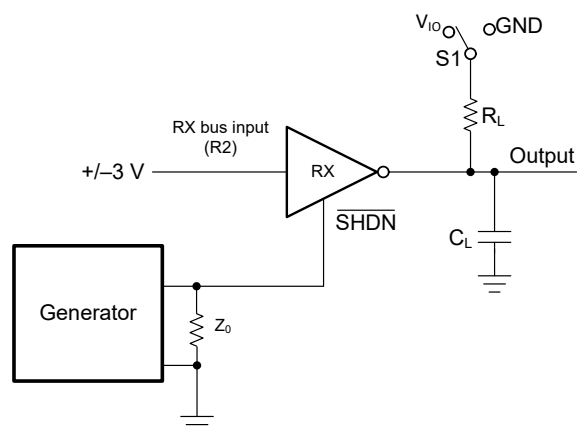 V_IO
GND
S1
R_L
RX bus input
(R2)
+/–3 V
RX
Output
SHDN
C_L
Generator
Z_0